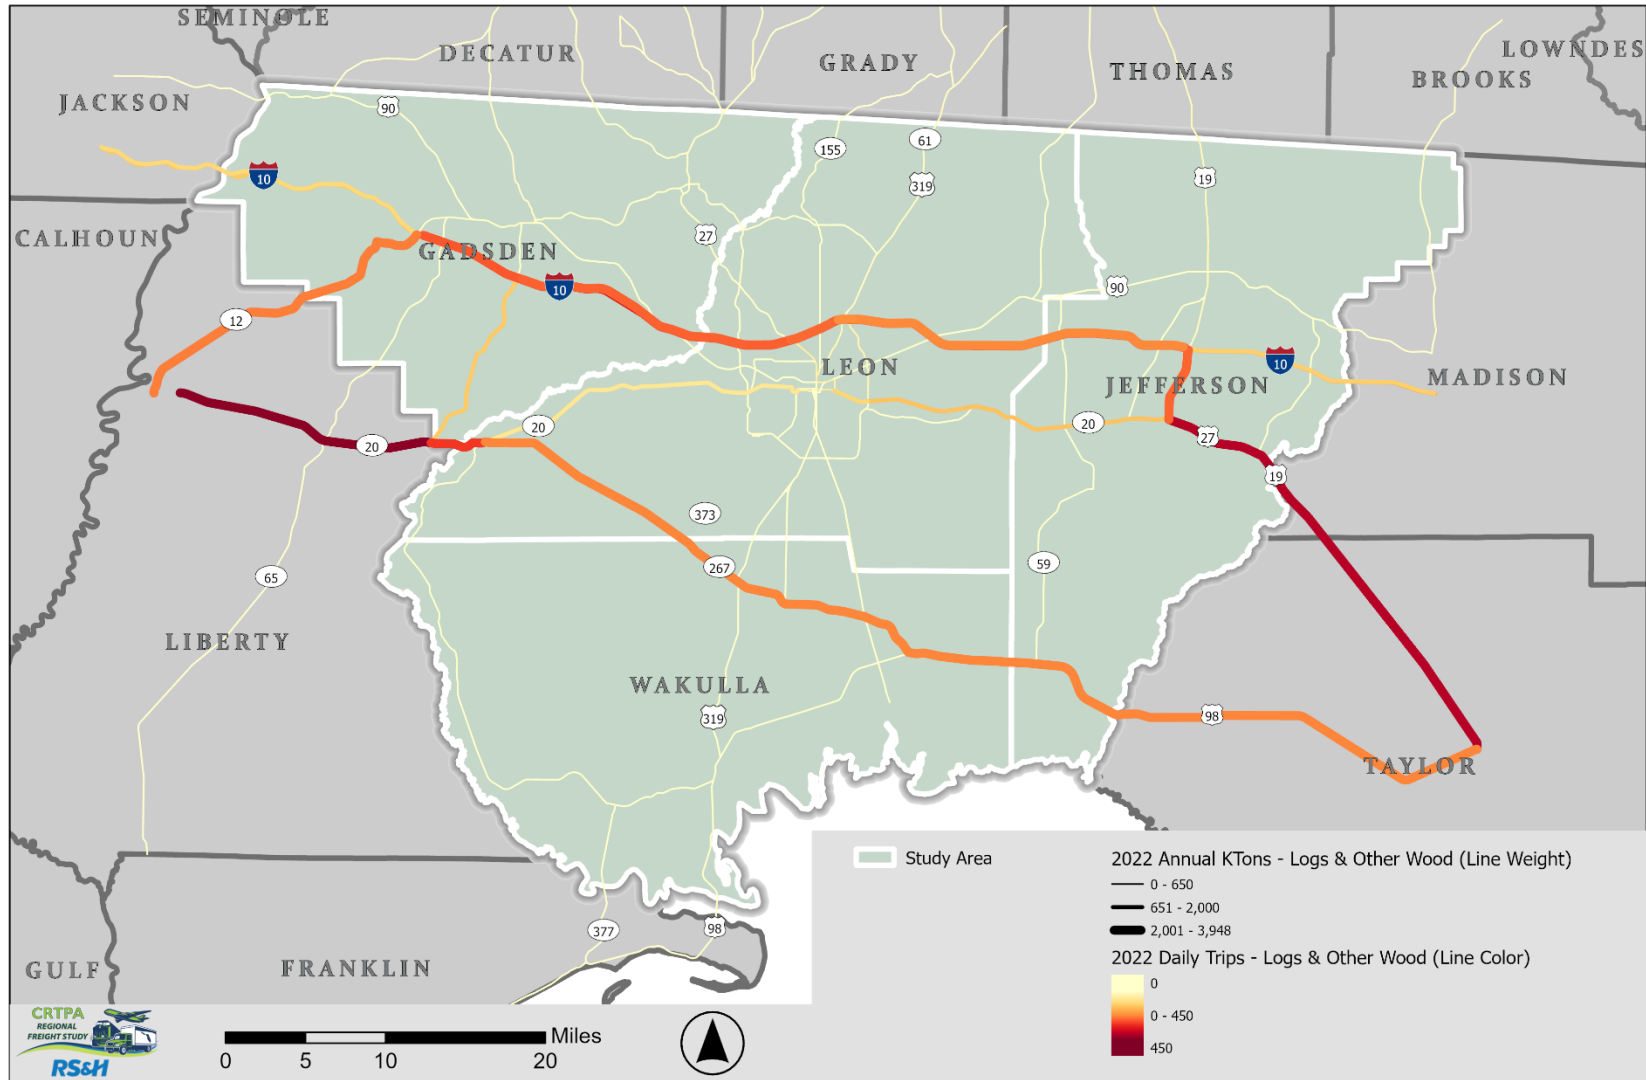 SEMINOLE
DECATUR
GRADY
THOMAS
LOWNDES
BROOKS
JACKSON
90
155
61
10
319
19
CALHOUN
27
GADSDEN
10
90
12
LEON
10
JEFFERSON
MADISON
20
20
20
27
19
373
267
59
65
LIBERTY
WAKULLA
319
98
TAYLOR
Study Area
2022 Annual KTons - Logs & Other Wood (Line Weight)
0 - 650
651 - 2,000
2,001 - 3,948
2022 Daily Trips - Logs & Other Wood (Line Color)
0
0 - 450
450
377
98
GULF
FRANKLIN
CRTPA
REGIONAL
FREIGHT STUDY
RS&H
Miles
0 5 10 20